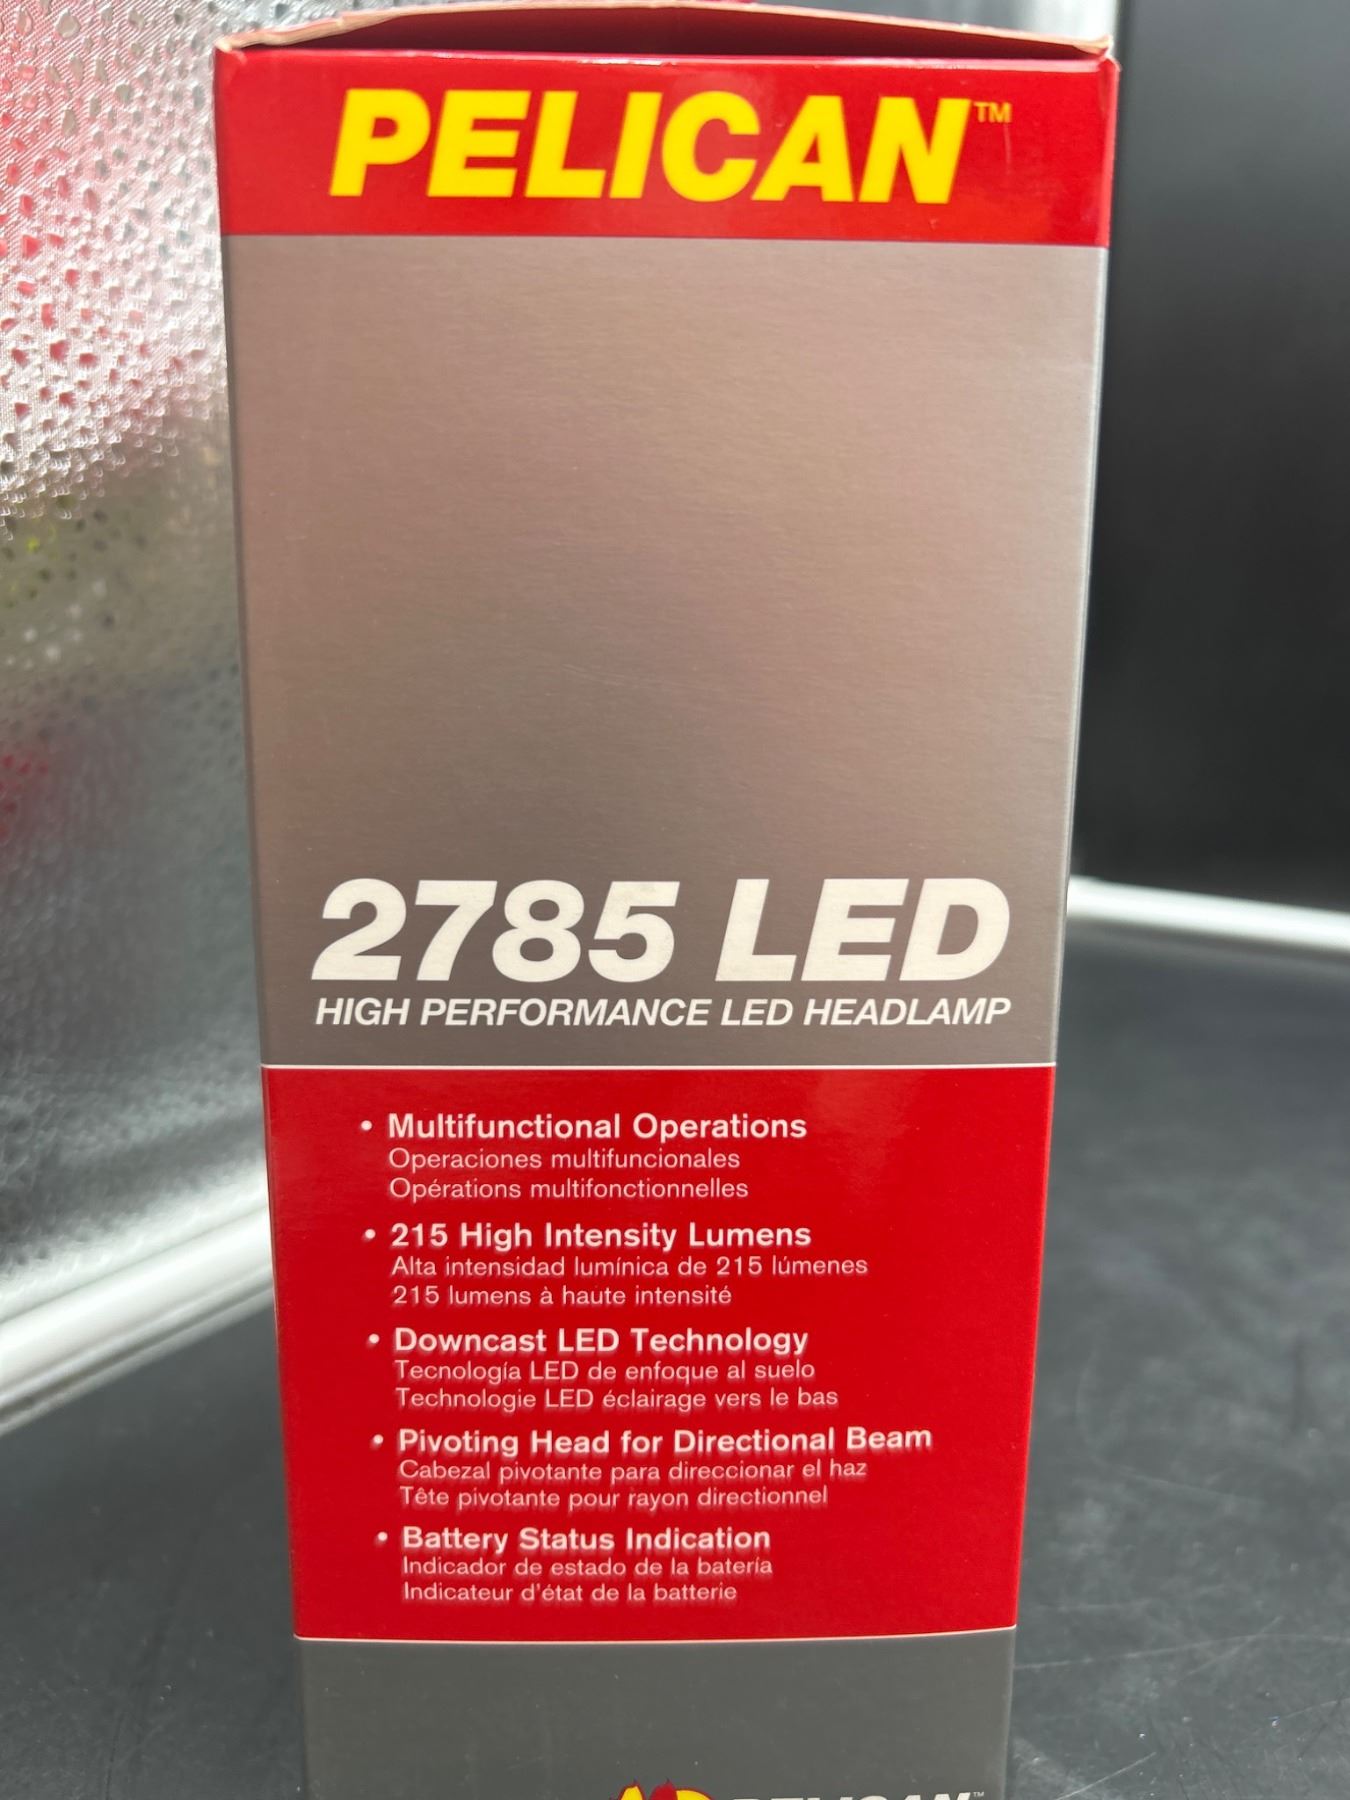 PELICAN™
2785 LED
HIGH PERFORMANCE LED HEADLAMP
• Multifunctional Operations
Operaciones multifuncionales
Opérations multifonctionnelles
• 215 High Intensity Lumens
Alta intensidad lumínica de 215 lúmenes
215 lumens à haute intensité
• Downcast LED Technology
Tecnología LED de enfoque al suelo
Technologie LED éclairage vers le bas
• Pivoting Head for Directional Beam
Cabezal pivotante para direccionar el haz
Tête pivotante pour rayon directionnel
• Battery Status Indication
Indicador de estado de la batería
Indicateur d'état de la batterie
PELICAN™